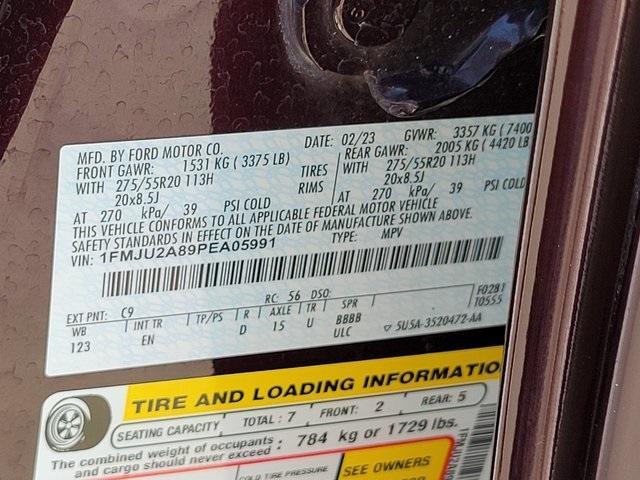 MFD. BY FORD MOTOR CO. DATE: 02/23 GVWR: 3357 KG ( 7400
FRONT GAWR: 1531 KG ( 3375 LB) REAR GAWR: 2005 KG ( 4420 LB
WITH 275/55R20 113H TIRES 275/55R20 113H
20x8.5J RIMS 20x8.5J
AT 270 kPa/ 39 PSI COLD AT 270 kPa/ 39 PSI COLD
THIS VEHICLE CONFORMS TO ALL APPLICABLE FEDERAL MOTOR VEHICLE
SAFETY STANDARDS IN EFFECT ON THE DATE OF MANUFACTURE SHOWN ABOVE.
VIN: 1FMJU2A89PEA05991 TYPE: MPV
F0281
T0555
EXT PNT: C9 RC: 56 DSO:
WB INT TR TP/PS R AXLE TR SPR
123 EN D 15 U BBBB
ULC 5U5A-3520472-AA
TIRE AND LOADING INFORMATIO
SEATING CAPACITY TOTAL : 7 FRONT: 2 REAR: 5
The combined weight of occupants : 784 kg or 1729 lbs.
and cargo should never exceed
COLD TIRE PRESSURE SEE OWNERS